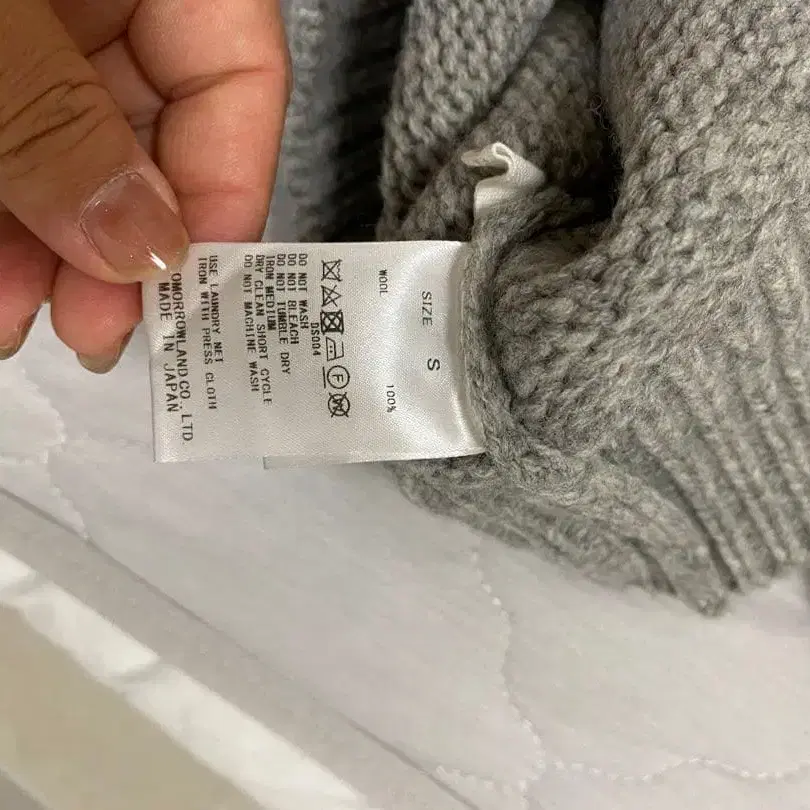 SIZE S
WOOL 100%
DS004
DO NOT WASH
DO NOT BLEACH
DO NOT TUMBLE DRY
IRON MEDIUM
DRY CLEAN SHORT CYCLE
DO NOT MACHINE WASH
USE LAUNDRY NET
IRON WITH PRESS CLOTH
TOMORROWLAND CO., LTD.
MADE IN JAPAN